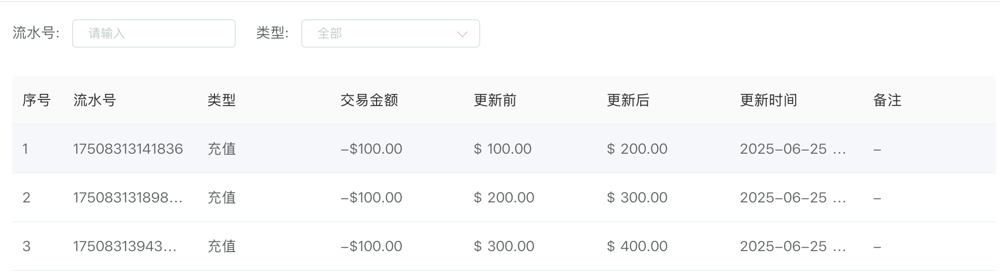 流水号: 请输入 类型: 全部
序号 流水号 类型 交易金额 更新前 更新后 更新时间 备注
1 17508313141836 充值 -$100.00 $ 100.00 $ 200.00 2025-06-25 ... -
2 175083131898... 充值 -$100.00 $ 200.00 $ 300.00 2025-06-25 ... -
3 17508313943... 充值 -$100.00 $ 300.00 $ 400.00 2025-06-25 ... -